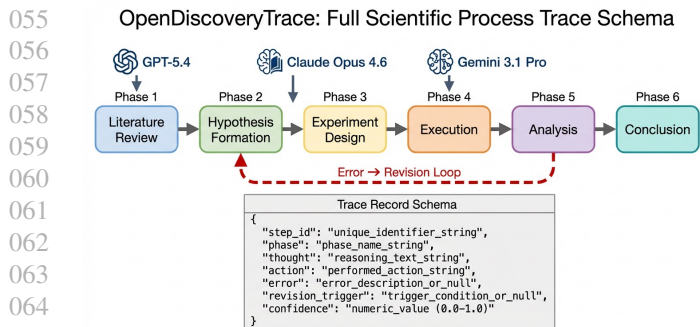 055
056
057
058
059
060
061
062
063
064
OpenDiscoveryTrace: Full Scientific Process Trace Schema
GPT-5.4
Claude Opus 4.6
Gemini 3.1 Pro
Phase 1
Phase 2
Phase 3
Phase 4
Phase 5
Phase 6
Literature
Review
Hypothesis
Formation
Experiment
Design
Execution
Analysis
Conclusion
Error → Revision Loop
Trace Record Schema
{
"step_id": "unique_identifier_string",
"phase": "phase_name_string",
"thought": "reasoning_text_string",
"action": "performed_action_string",
"error": "error_description_or_null",
"revision_trigger": "trigger_condition_or_null",
"confidence": "numeric_value (0.0-1.0)"
}